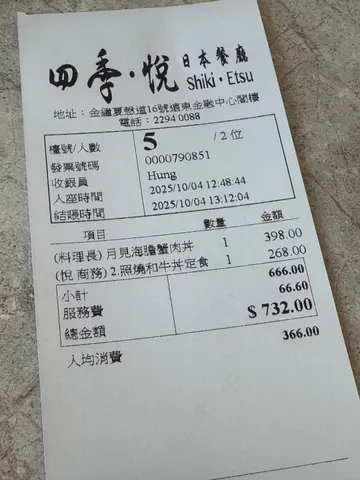 四季·悅 日本餐廳
Shiki·Etsu
地址：金鐘夏慤道16號遠東金融中心閣樓
電話：2294 0088
檯號/人數 5 /2位
發票號碼 0000790851
收銀員 Hung
入座時間 2025/10/04 12:48:44
結賬時間 2025/10/04 13:12:04
項目 數量 金額
(料理長) 月見海膽蟹肉丼 1 398.00
(悅 商務) 2.照燒和牛丼定食 1 268.00
小計 666.00
服務費 66.60
總金額 $ 732.00
人均消費 366.00